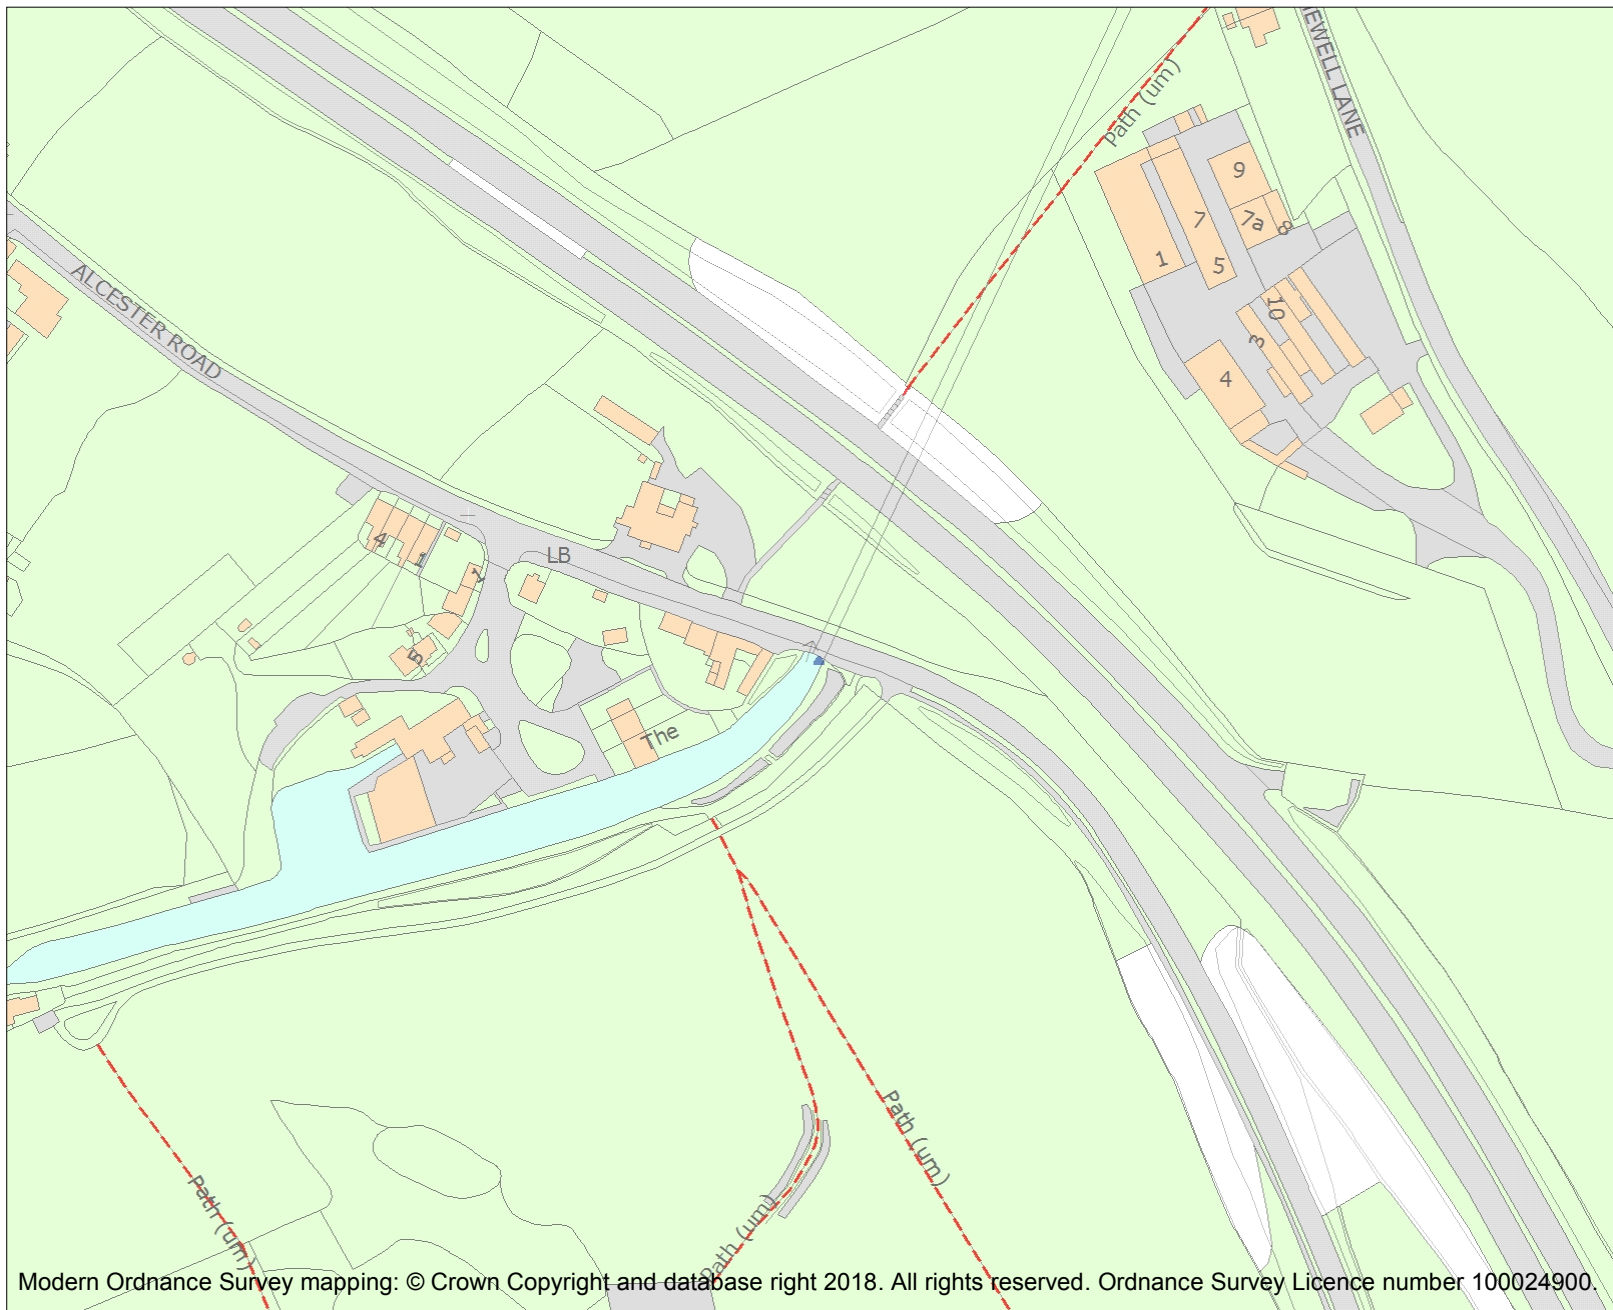 EWELL LANE
Path (um)
9
7
7a
8
1
5
10
3
4
ALCESTER ROAD
LB
4
1
1
5
The
Path (um)
Path (um)
Path (um)
Modern Ordnance Survey mapping: © Crown Copyright and database right 2018. All rights reserved. Ordnance Survey Licence number 100024900.